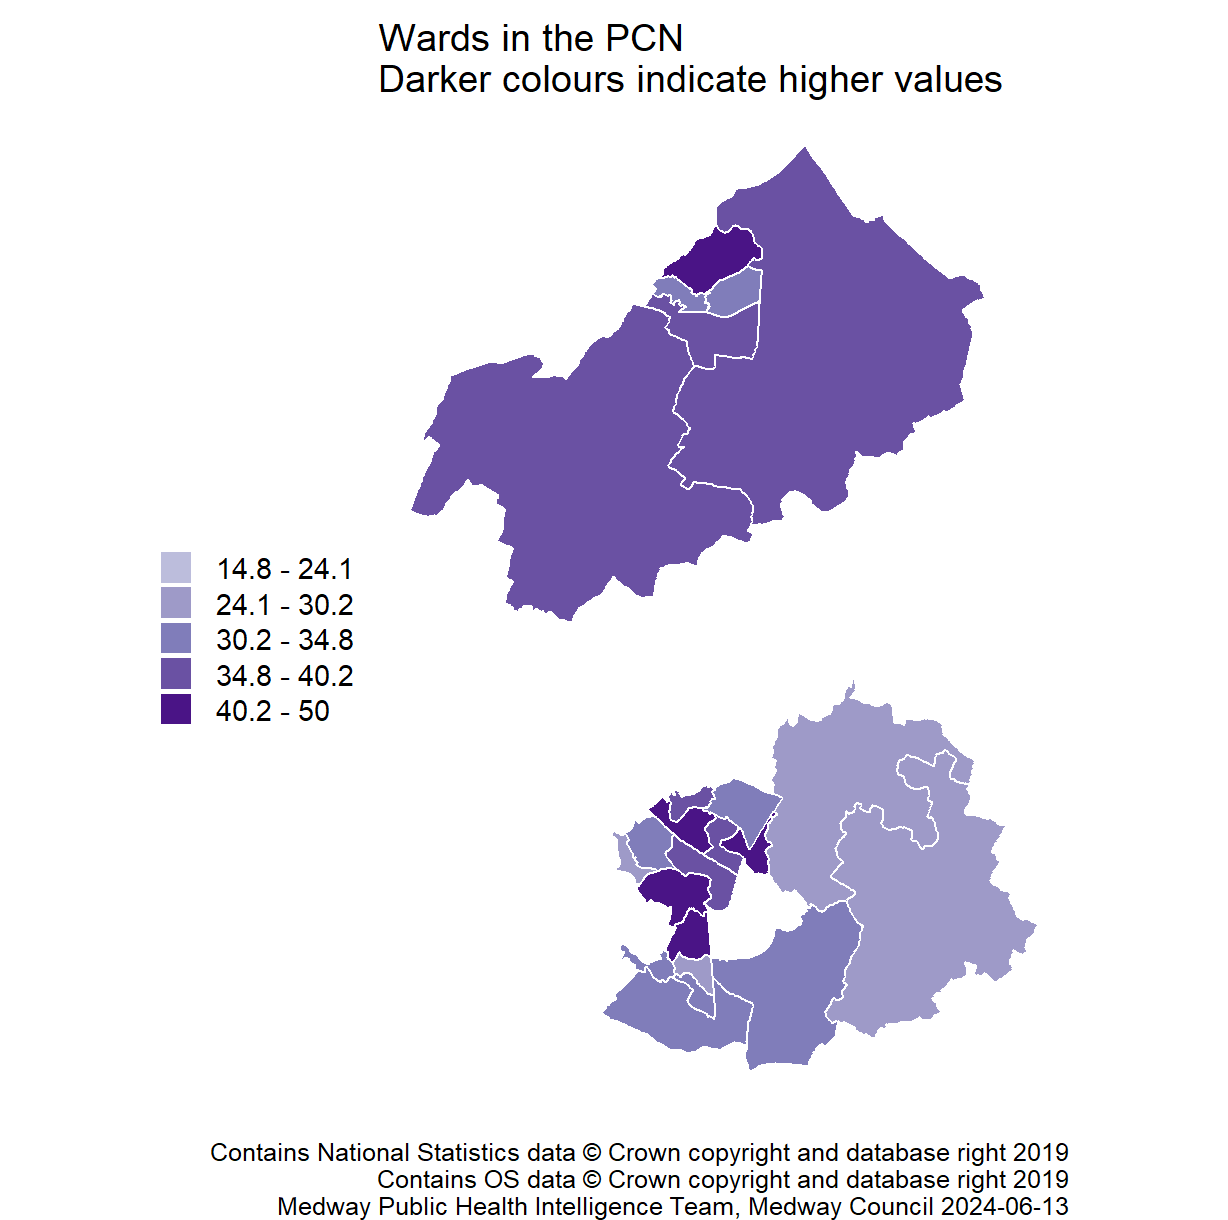 Wards in the PCN
Darker colours indicate higher values
14.8 - 24.1
24.1 - 30.2
30.2 - 34.8
34.8 - 40.2
40.2 - 50
Contains National Statistics data © Crown copyright and database right 2019
Contains OS data © Crown copyright and database right 2019
Medway Public Health Intelligence Team, Medway Council 2024-06-13